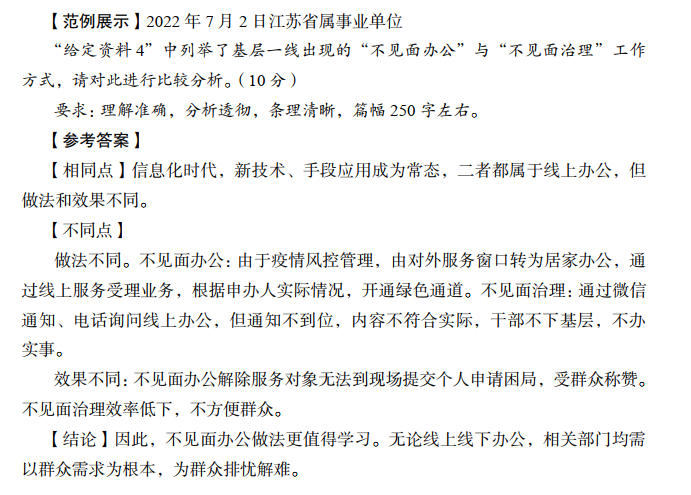 【范例展示】2022 年 7 月 2 日江苏省属事业单位
“给定资料 4”中列举了基层一线出现的“不见面办公”与“不见面治理”工作
方式，请对此进行比较分析。（10 分）
要求：理解准确，分析透彻，条理清晰，篇幅 250 字左右。
【参考答案】
【相同点】信息化时代，新技术、手段应用成为常态，二者都属于线上办公，但
做法和效果不同。
【不同点】
做法不同。不见面办公：由于疫情风控管理，由对外服务窗口转为居家办公，通
过线上服务受理业务，根据申办人实际情况，开通绿色通道。不见面治理：通过微信
通知、电话询问线上办公，但通知不到位，内容不符合实际，干部不下基层，不办
实事。
效果不同：不见面办公解除服务对象无法到现场提交个人申请困局，受群众称赞。
不见面治理效率低下，不方便群众。
【结论】因此，不见面办公做法更值得学习。无论线上线下办公，相关部门均需
以群众需求为根本，为群众排忧解难。